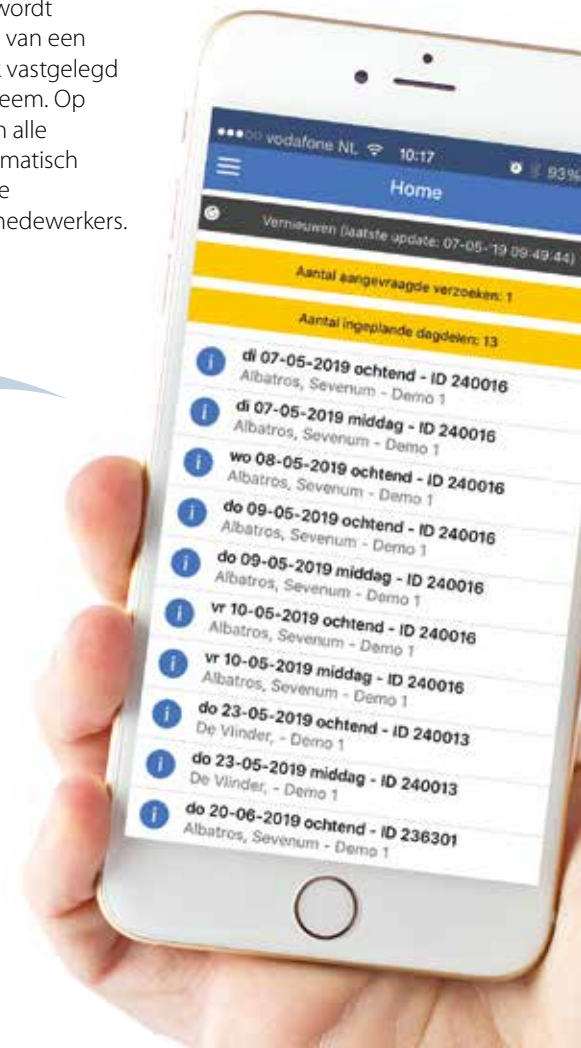 wordt
van een
vastgelegd
eem. Op
alle
matisch
e
medewerkers.
vodafone NL 10:17 93%
Home
Vernieuwen (laatste update: 07-05-'19 09:49:44)
Aantal aangevraagde verzoeken: 1
Aantal ingeplande dagdelen: 13
di 07-05-2019 ochtend - ID 240016
Albatros, Sevenum - Demo 1
di 07-05-2019 middag - ID 240016
Albatros, Sevenum - Demo 1
wo 08-05-2019 ochtend - ID 240016
Albatros, Sevenum - Demo 1
do 09-05-2019 ochtend - ID 240016
Albatros, Sevenum - Demo 1
do 09-05-2019 middag - ID 240016
Albatros, Sevenum - Demo 1
vr 10-05-2019 ochtend - ID 240016
Albatros, Sevenum - Demo 1
vr 10-05-2019 middag - ID 240016
Albatros, Sevenum - Demo 1
do 23-05-2019 ochtend - ID 240013
De Vlinder, - Demo 1
do 23-05-2019 middag - ID 240013
De Vlinder, - Demo 1
do 20-06-2019 ochtend - ID 236301
Albatros, Sevenum - Demo 1